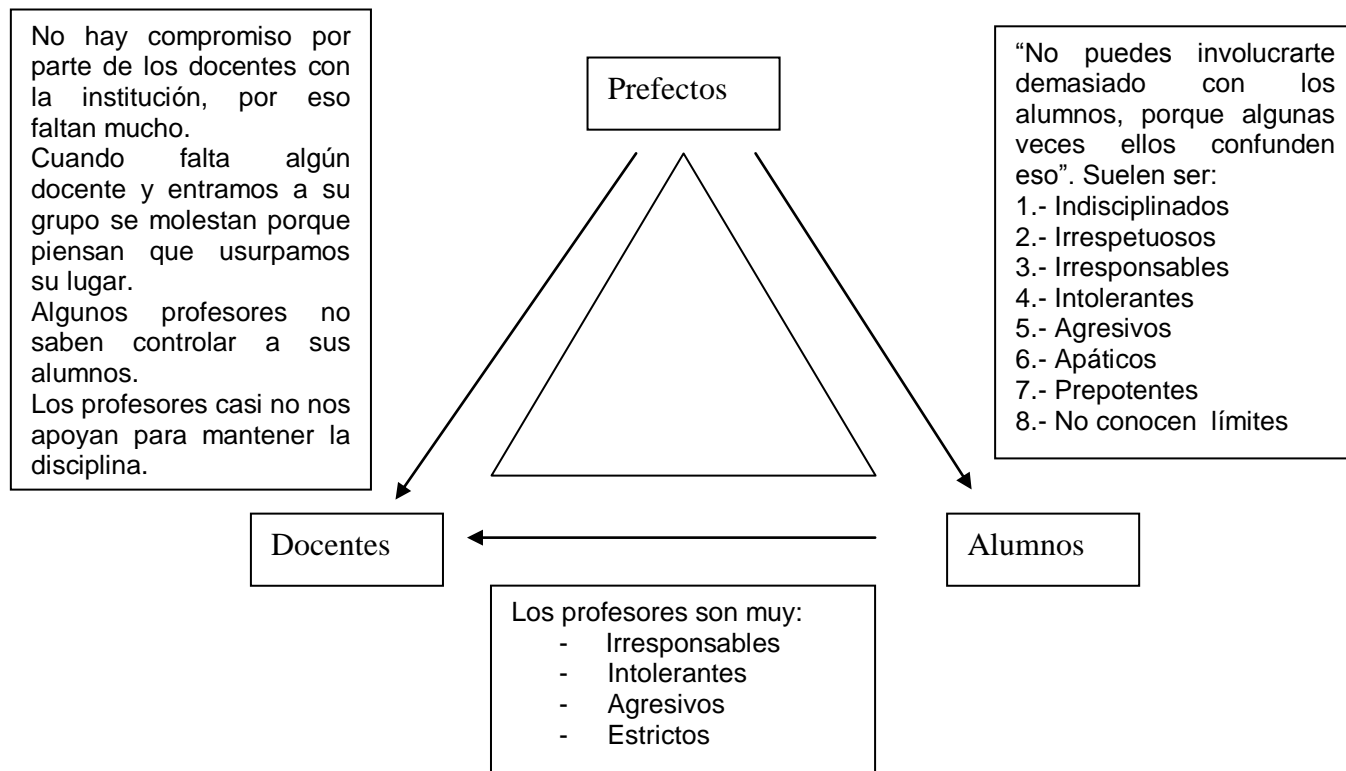 No hay compromiso por
parte de los docentes con
la institución, por eso
faltan mucho.
Cuando falta algún
docente y entramos a su
grupo se molestan porque
piensan que usurpamos
su lugar.
Algunos profesores no
saben controlar a sus
alumnos.
Los profesores casi no nos
apoyan para mantener la
disciplina.
Prefectos
“No puedes involucrarte
demasiado con los
alumnos, porque algunas
veces ellos confunden
eso”. Suelen ser:
1.- Indisciplinados
2.- Irrespetuosos
3.- Irresponsables
4.- Intolerantes
5.- Agresivos
6.- Apáticos
7.- Prepotentes
8.- No conocen límites
Docentes
Alumnos
Los profesores son muy:
- Irresponsables
- Intolerantes
- Agresivos
- Estrictos